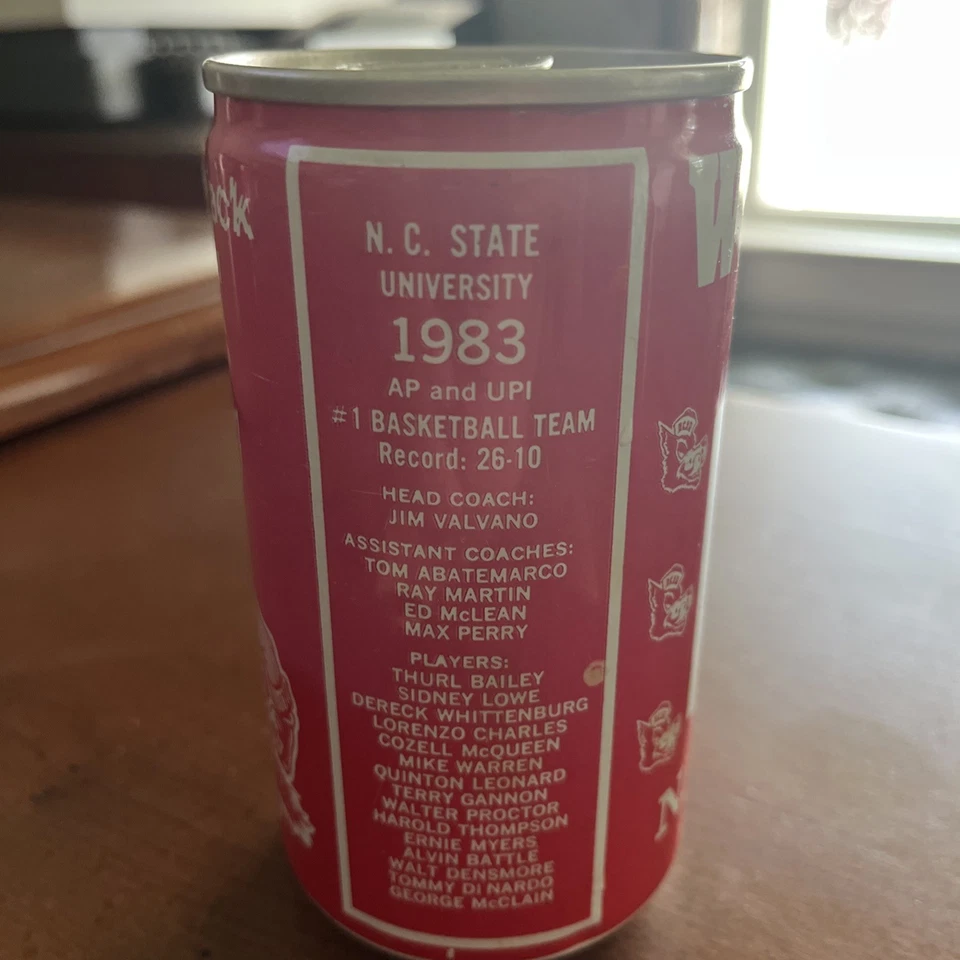 N. C. STATE
UNIVERSITY
1983
AP and UPI
#1 BASKETBALL TEAM
Record: 26-10
HEAD COACH:
JIM VALVANO
ASSISTANT COACHES:
TOM ABATEMARCO
RAY MARTIN
ED McLEAN
MAX PERRY
PLAYERS:
THURL BAILEY
SIDNEY LOWE
DERECK WHITTENBURG
LORENZO CHARLES
COZELL McQUEEN
MIKE WARREN
QUINTON LEONARD
TERRY GANNON
WALTER PROCTOR
HAROLD THOMPSON
ERNIE MYERS
ALVIN BATTLE
WALT DENSMORE
TOMMY DI NARDO
GEORGE McCLAIN